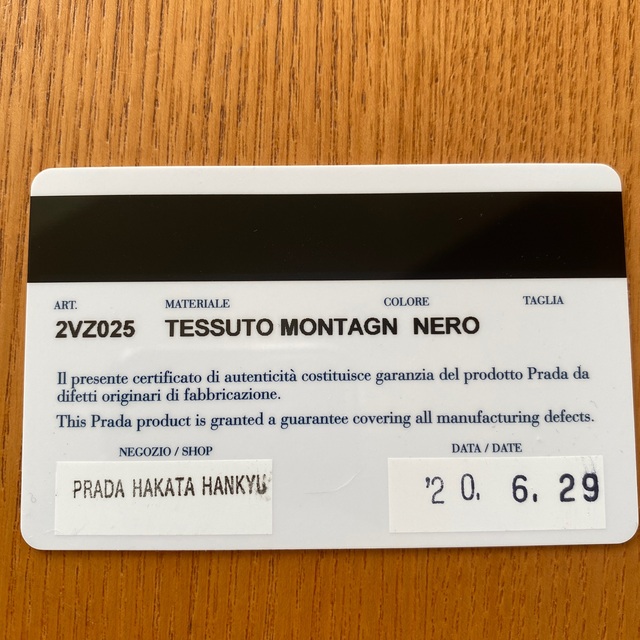 ART. MATERIALE COLORE TAGLIA
2VZ025 TESSUTO MONTAGN NERO
Il presente certificato di autenticità costituisce garanzia del prodotto Prada da
difetti originari di fabbricazione.
This Prada product is granted a guarantee covering all manufacturing defects.
NEGOZIO / SHOP DATA / DATE
PRADA HAKATA HANKYU '20. 6. 29